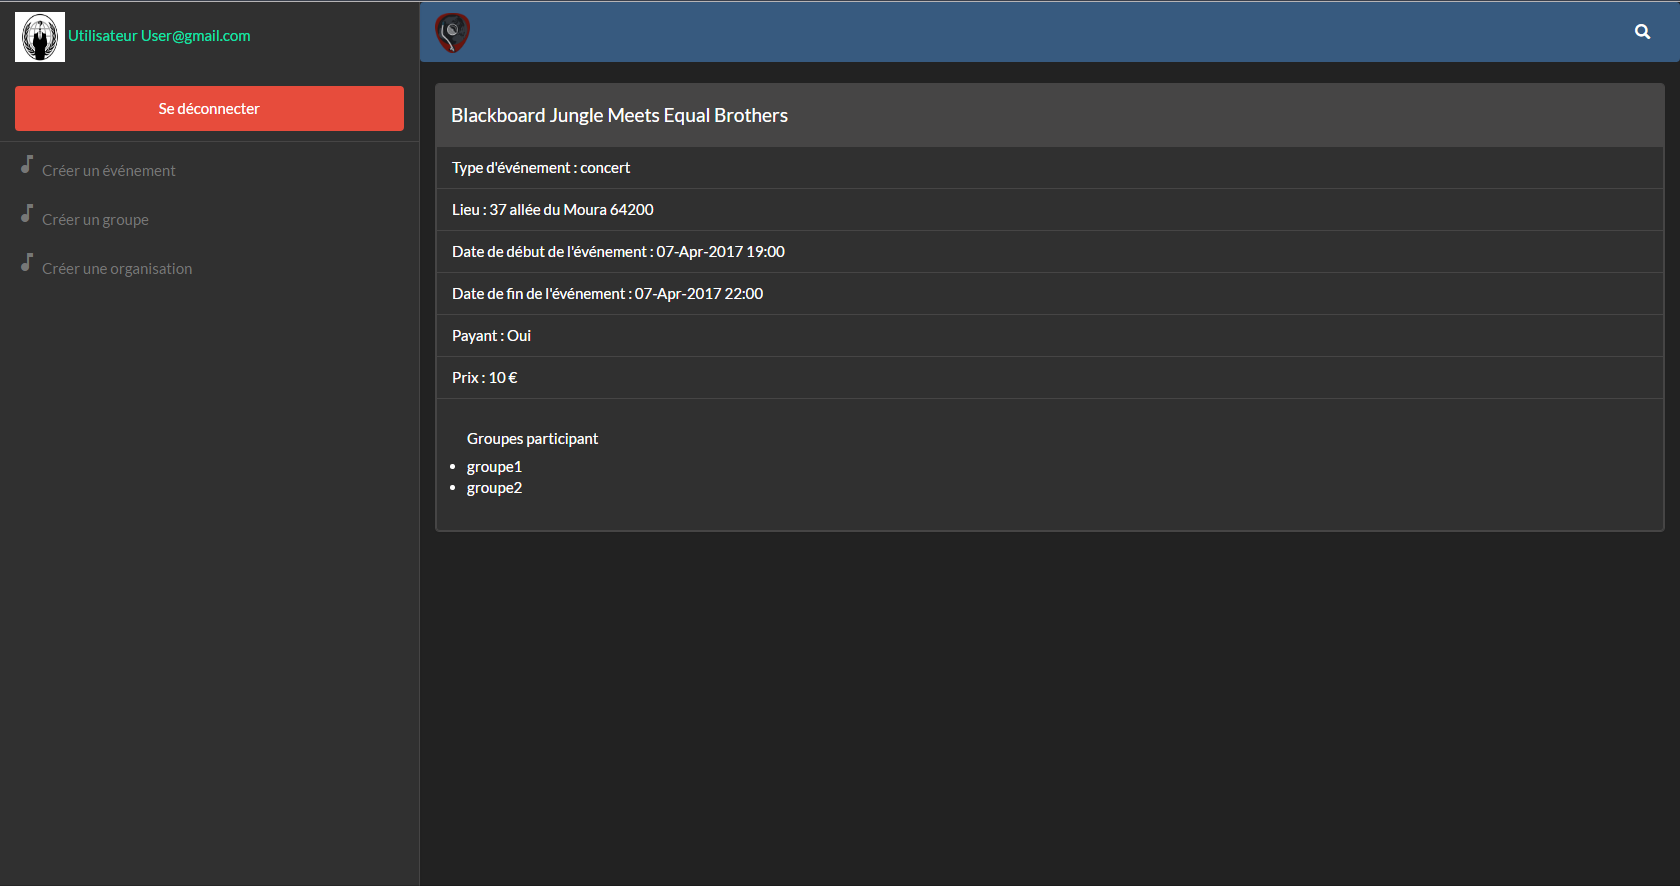 Utilisateur User@gmail.com
Se déconnecter
Créer un événement
Créer un groupe
Créer une organisation
Blackboard Jungle Meets Equal Brothers
Type d'événement : concert
Lieu : 37 allée du Moura 64200
Date de début de l'événement : 07-Apr-2017 19:00
Date de fin de l'événement : 07-Apr-2017 22:00
Payant : Oui
Prix : 10 €
Groupes participant
groupe1
groupe2